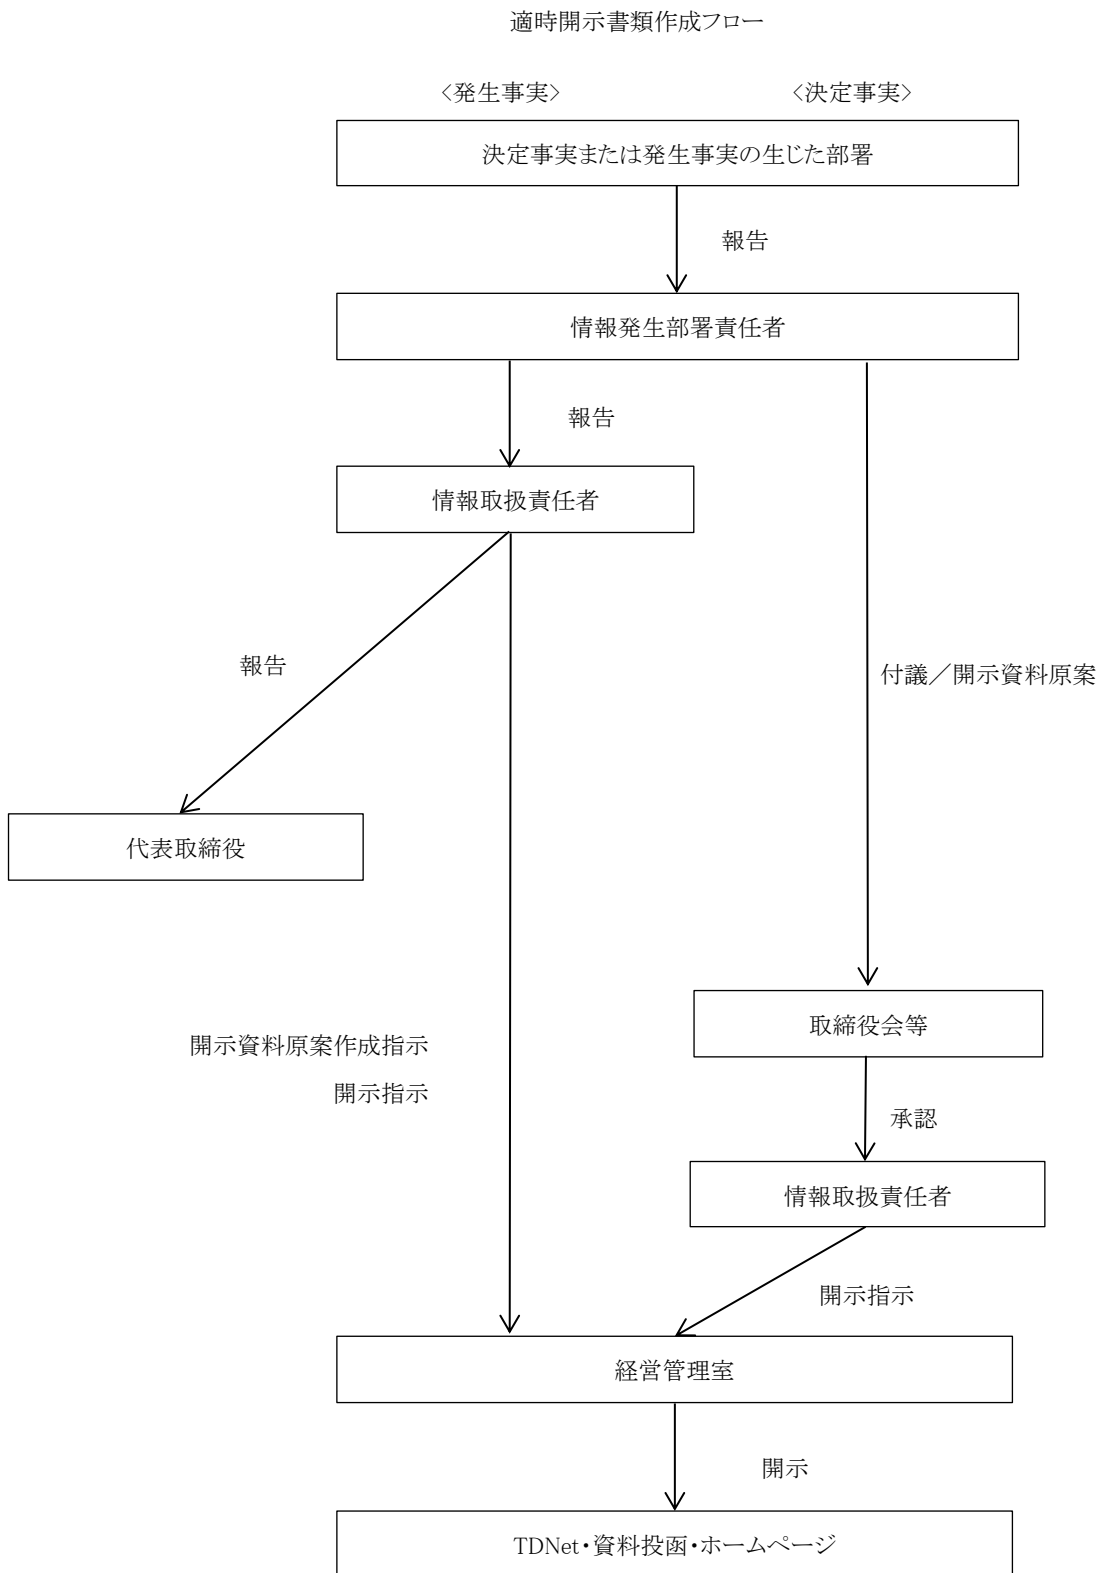 適時開示書類作成フロー
〈発生事実〉
〈決定事実〉
決定事実または発生事実の生じた部署
報告
情報発生部署責任者
報告
情報取扱責任者
報告
付議／開示資料原案
代表取締役
取締役会等
開示資料原案作成指示
開示指示
承認
情報取扱責任者
開示指示
経営管理室
開示
TDNet・資料投函・ホームページ